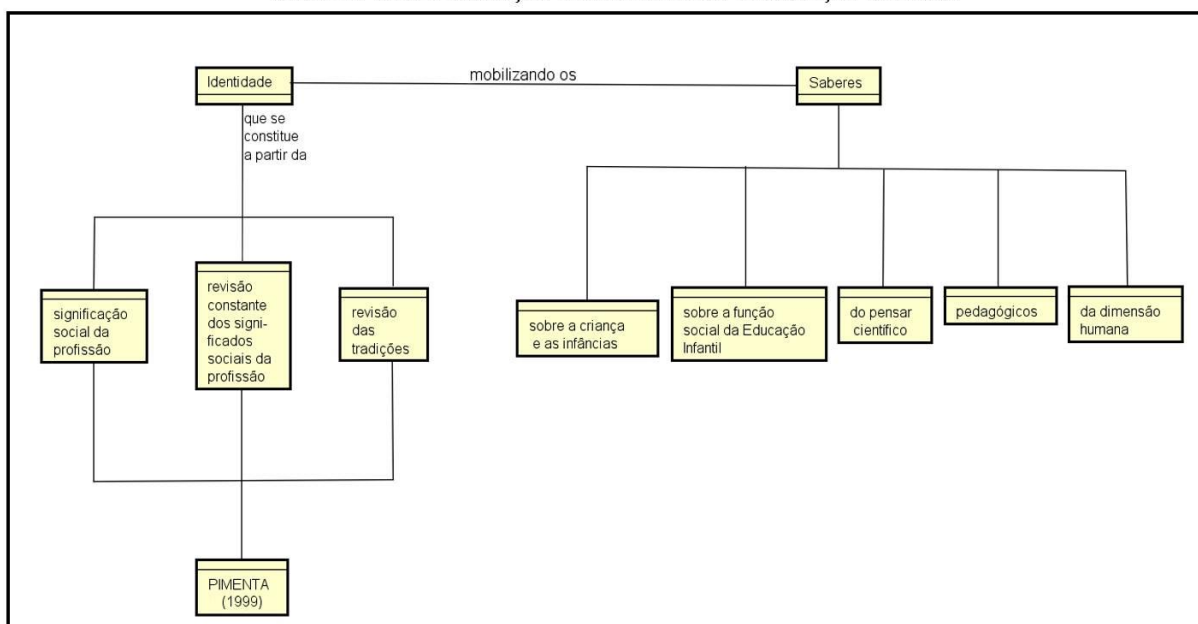 Identidade
mobilizando os
Saberes
que se
constitue
a partir da
significação
social da
profissão
revisão
constante
dos signi-
ficados
sociais da
profissão
revisão
das
tradições
sobre a criança
e as infâncias
sobre a função
social da Educação
Infantil
do pensar
científico
pedagógicos
da dimensão
humana
PIMENTA
(1999)